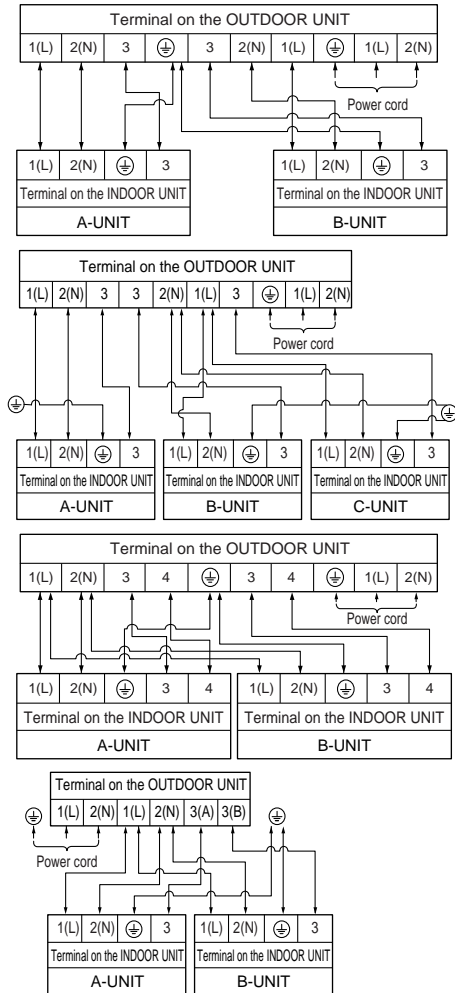 Terminal on the OUTDOOR UNIT
1(L) 2(N) 3 ⏚ 3 2(N) 1(L) ⏚ 1(L) 2(N)
Power cord
1(L) 2(N) ⏚ 3 1(L) 2(N) ⏚ 3
Terminal on the INDOOR UNIT Terminal on the INDOOR UNIT
A-UNIT B-UNIT
Terminal on the OUTDOOR UNIT
1(L) 2(N) 3 3 2(N) 1(L) 3 ⏚ 1(L) 2(N)
Power cord
⏚ ⏚
1(L) 2(N) ⏚ 3 1(L) 2(N) ⏚ 3 1(L) 2(N) ⏚ 3
Terminal on the INDOOR UNIT Terminal on the INDOOR UNIT Terminal on the INDOOR UNIT
A-UNIT B-UNIT C-UNIT
Terminal on the OUTDOOR UNIT
1(L) 2(N) 3 4 ⏚ 3 4 ⏚ 1(L) 2(N)
Power cord
1(L) 2(N) ⏚ 3 4 1(L) 2(N) ⏚ 3 4
Terminal on the INDOOR UNIT Terminal on the INDOOR UNIT
A-UNIT B-UNIT
Terminal on the OUTDOOR UNIT
⏚ 1(L) 2(N) 1(L) 2(N) 3(A) 3(B) ⏚
Power cord
1(L) 2(N) ⏚ 3 1(L) 2(N) ⏚ 3
Terminal on the INDOOR UNIT Terminal on the INDOOR UNIT
A-UNIT B-UNIT